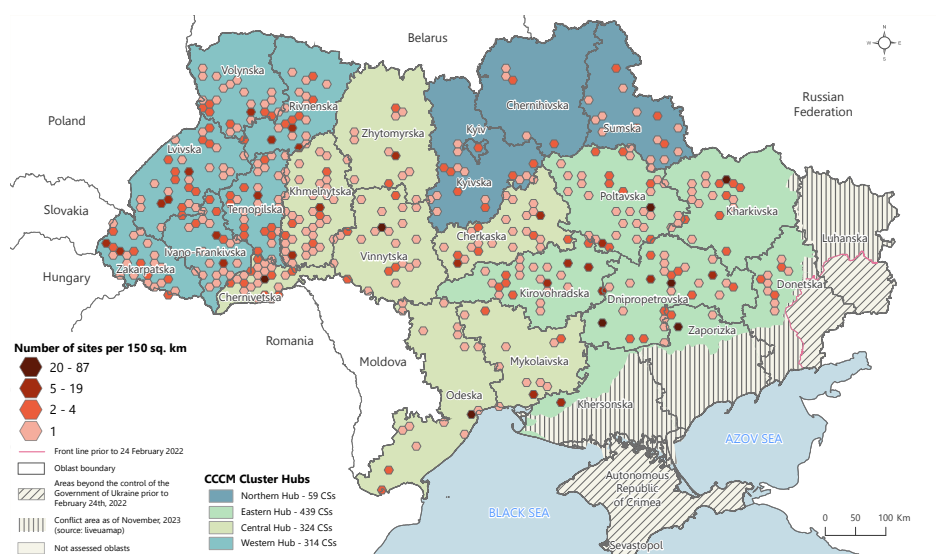 Belarus
Russian
Federation
Poland
Slovakia
Hungary
Romania
Moldova
Volynska
Rivnenska
Zhytomyrska
Kyiv
Kyivska
Chernihivska
Sumska
Lvivska
Ternopilska
Khmelnytska
Ivano-Frankivska
Zakarpatska
Chernivetska
Vinnytska
Cherkaska
Poltavska
Kharkivska
Luhanska
Kirovohradska
Dnipropetrovska
Donetska
Zaporizka
Mykolaivska
Odeska
Khersonska
AZOV SEA
BLACK SEA
Autonomous
Republic
of Crimea
Sevastopol
N
W
E
S
Number of sites per 150 sq. km
20 - 87
5 - 19
2 - 4
1
Front line prior to 24 February 2022
Oblast boundary
Areas beyond the control of the
Government of Ukraine prior to
February 24th, 2022
Conflict area as of November, 2023
(source: liveuamap)
Not assessed oblasts
CCCM Cluster Hubs
Northern Hub - 59 CSs
Eastern Hub - 439 CSs
Central Hub - 324 CSs
Western Hub - 314 CSs
0 50 100 Km